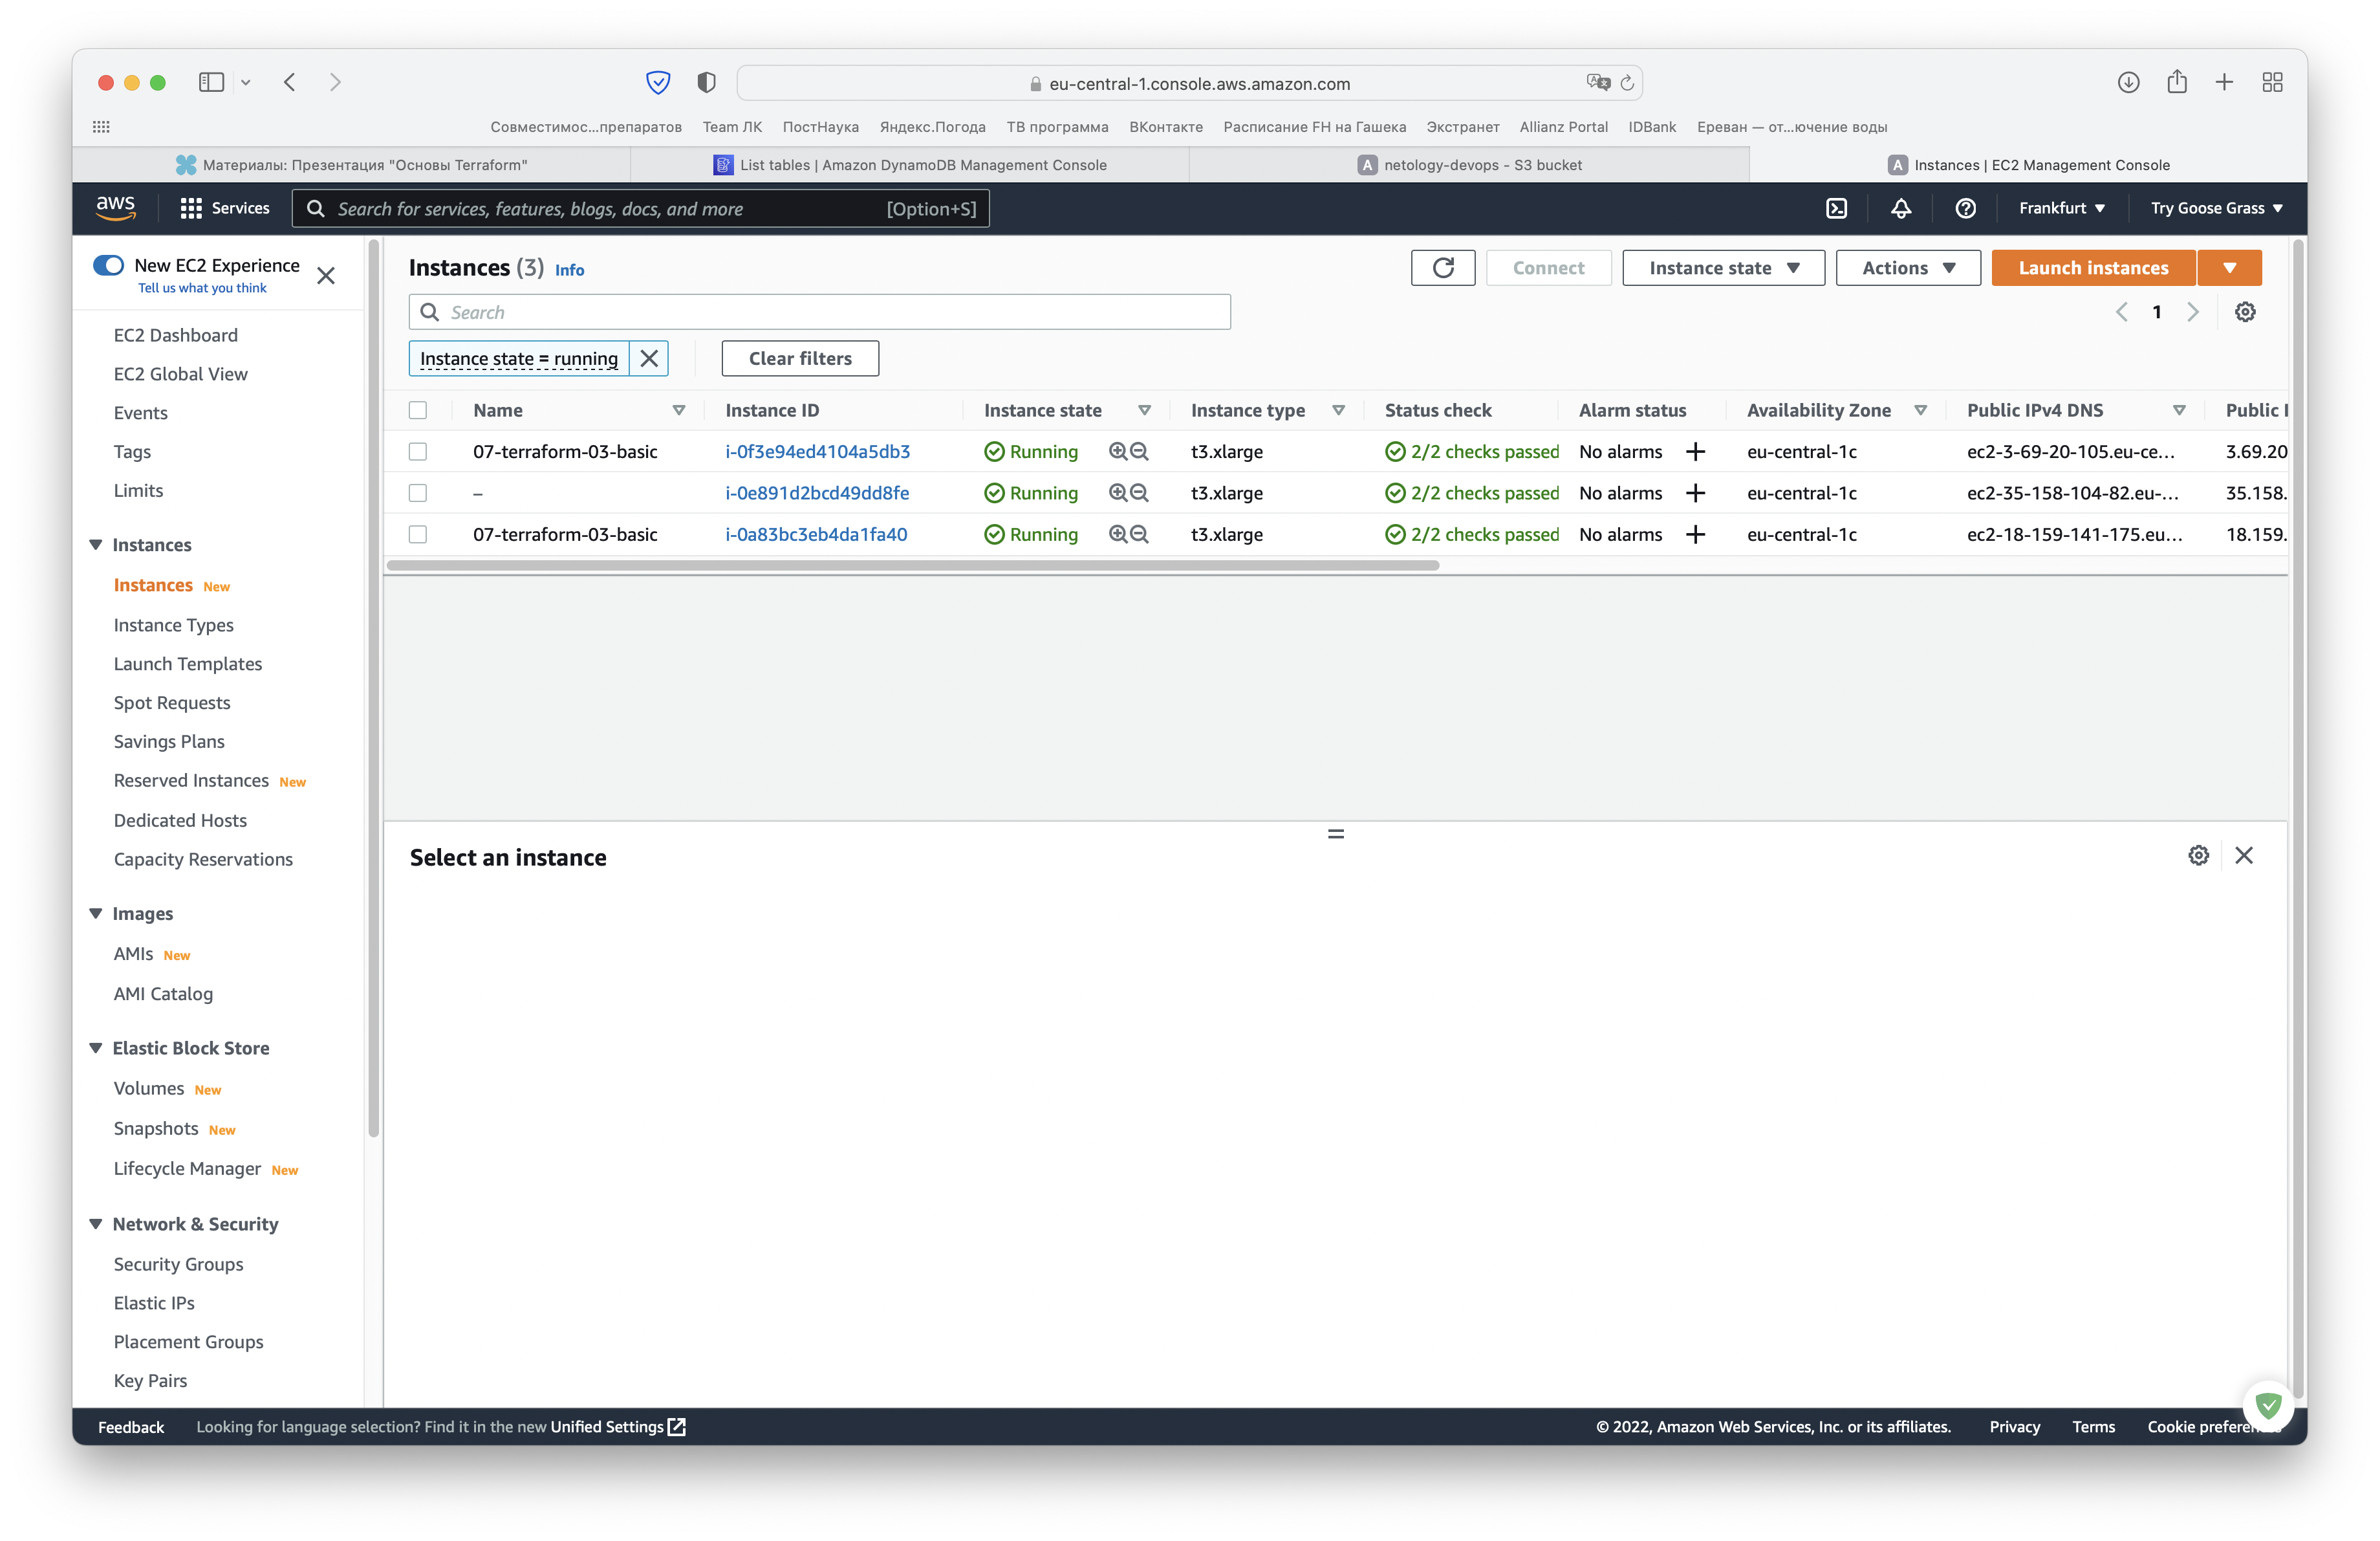 eu-central-1.console.aws.amazon.com
Совместимос...препаратов Team ЛК ПостНаука Яндекс.Погода ТВ программа ВКонтакте Расписание FH на Гашека Экстранет Allianz Portal IDBank Ереван — от...ючение воды
Материалы: Презентация "Основы Terraform" List tables | Amazon DynamoDB Management Console A netology-devops - S3 bucket A Instances | EC2 Management Console
aws Services Search for services, features, blogs, docs, and more [Option+S] Frankfurt Try Goose Grass
New EC2 Experience
Tell us what you think
EC2 Dashboard
EC2 Global View
Events
Tags
Limits
Instances
Instances New
Instance Types
Launch Templates
Spot Requests
Savings Plans
Reserved Instances New
Dedicated Hosts
Capacity Reservations
Images
AMIs New
AMI Catalog
Elastic Block Store
Volumes New
Snapshots New
Lifecycle Manager New
Network & Security
Security Groups
Elastic IPs
Placement Groups
Key Pairs
Instances (3) Info Connect Instance state Actions Launch instances
Search 1
Instance state = running Clear filters
Name Instance ID Instance state Instance type Status check Alarm status Availability Zone Public IPv4 DNS Public I
07-terraform-03-basic i-0f3e94ed4104a5db3 Running t3.xlarge 2/2 checks passed No alarms + eu-central-1c ec2-3-69-20-105.eu-ce... 3.69.20
– i-0e891d2bcd49dd8fe Running t3.xlarge 2/2 checks passed No alarms + eu-central-1c ec2-35-158-104-82.eu-... 35.158.
07-terraform-03-basic i-0a83bc3eb4da1fa40 Running t3.xlarge 2/2 checks passed No alarms + eu-central-1c ec2-18-159-141-175.eu... 18.159.
Select an instance
Feedback Looking for language selection? Find it in the new Unified Settings © 2022, Amazon Web Services, Inc. or its affiliates. Privacy Terms Cookie preferen